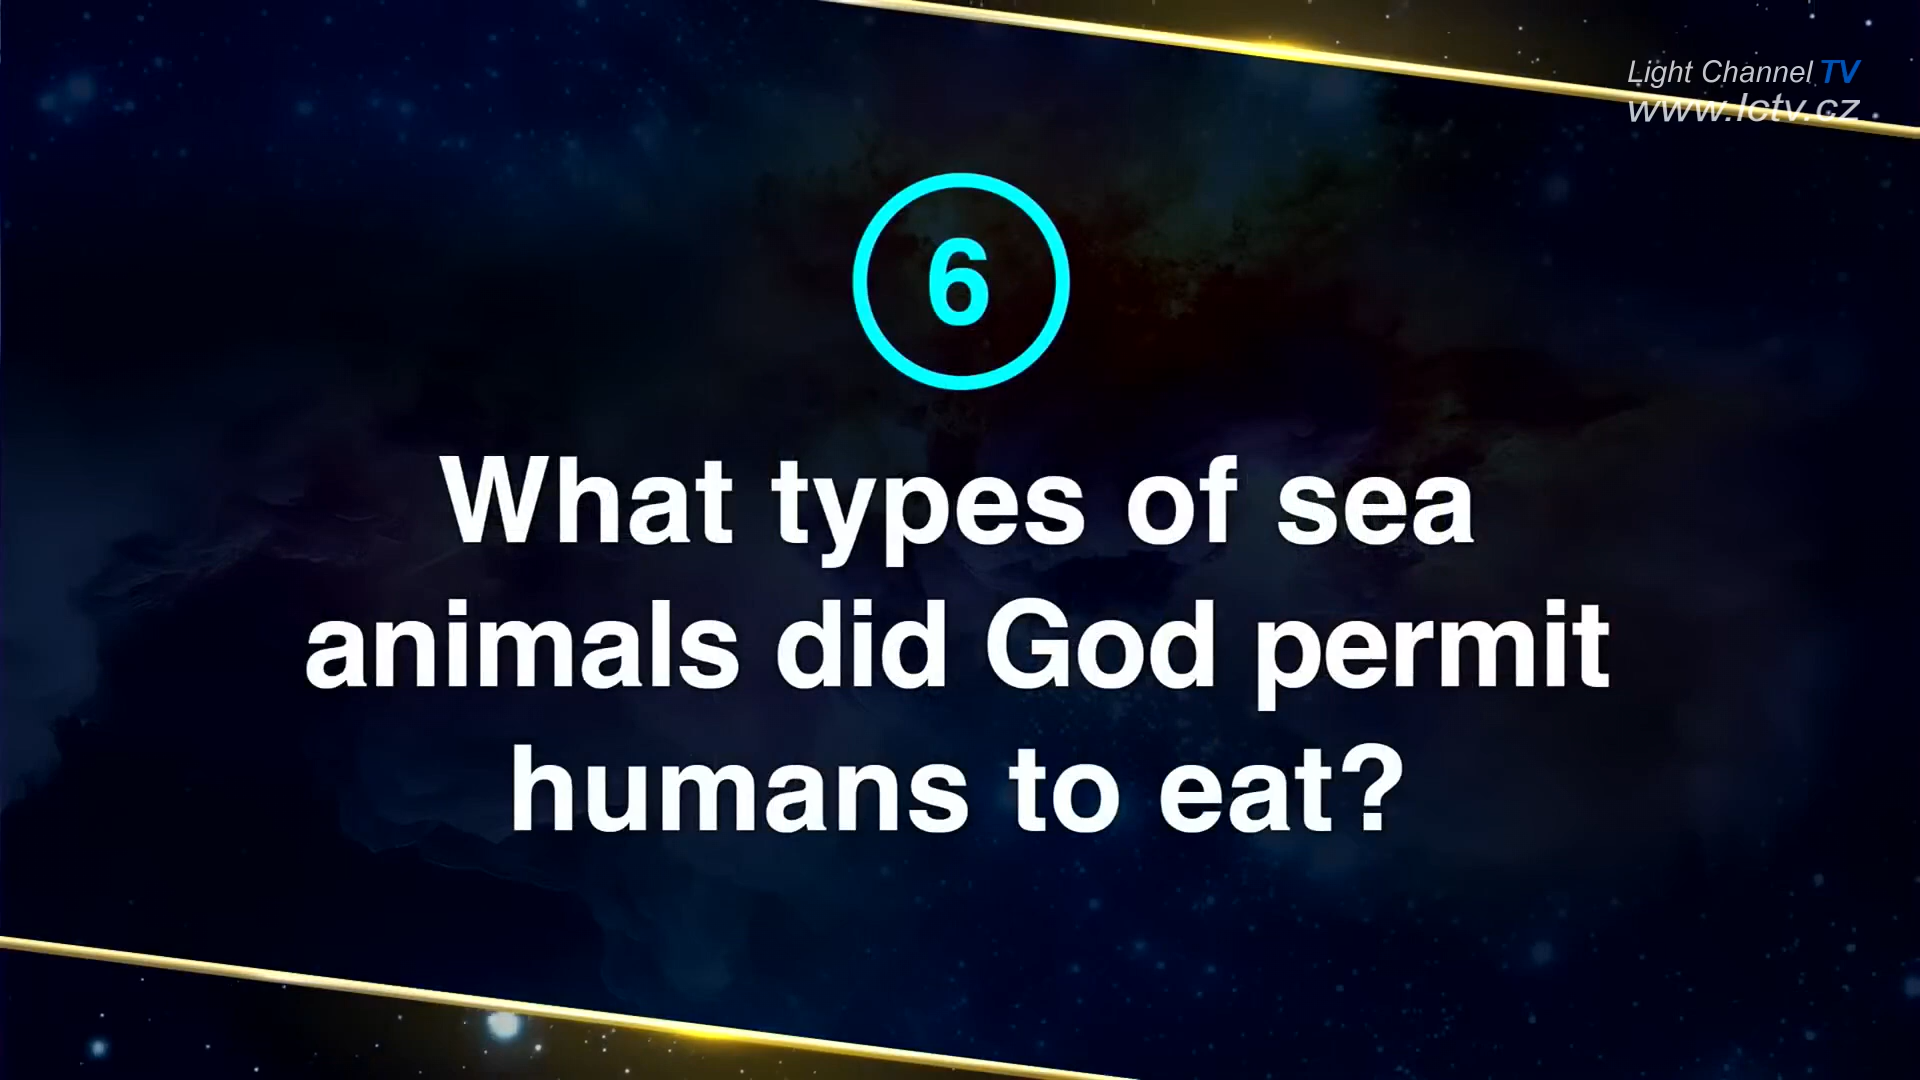 Light Channel TV
www.lctv.cz
6
What types of sea
animals did God permit
humans to eat?